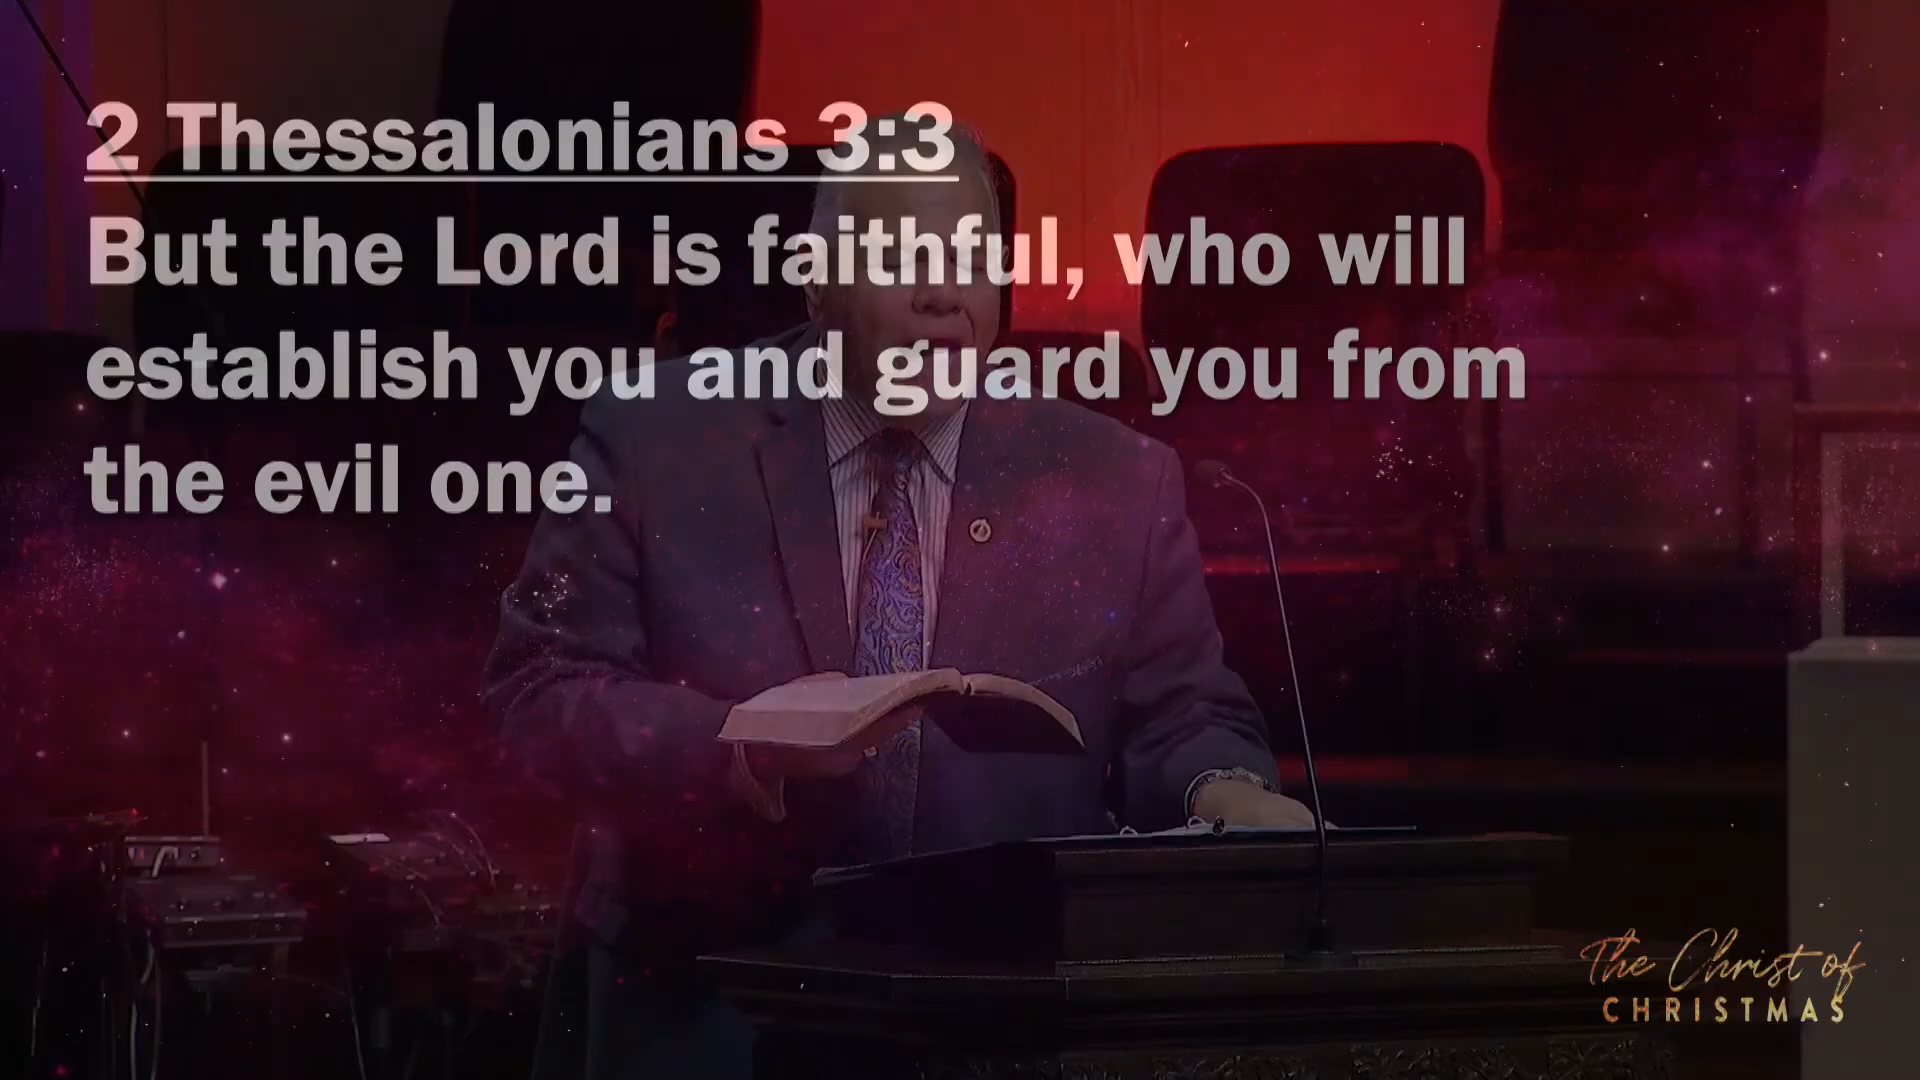 2 Thessalonians 3:3
But the Lord is faithful, who will
establish you and guard you from
the evil one.
The Christ of
CHRISTMAS